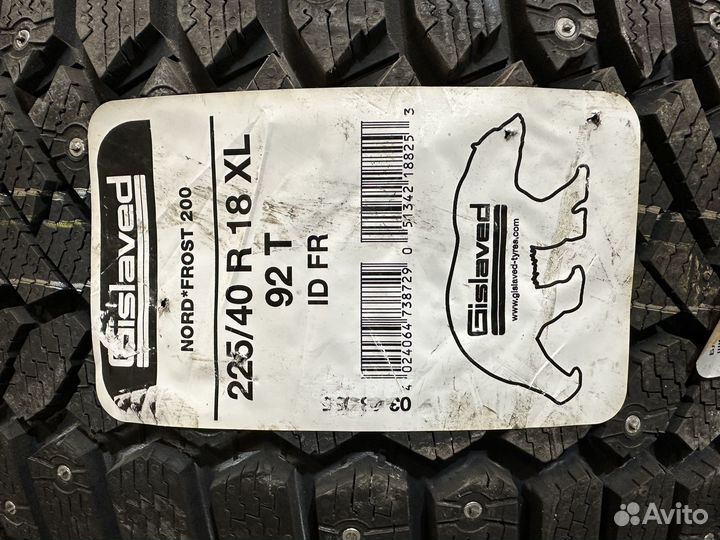 Gislaved
NORD*FROST 200
225/40 R 18 XL
92 T
ID FR
4 024064 738729
0 51342 18825 3
Gislaved
www.gislaved-tyres.com
Avito